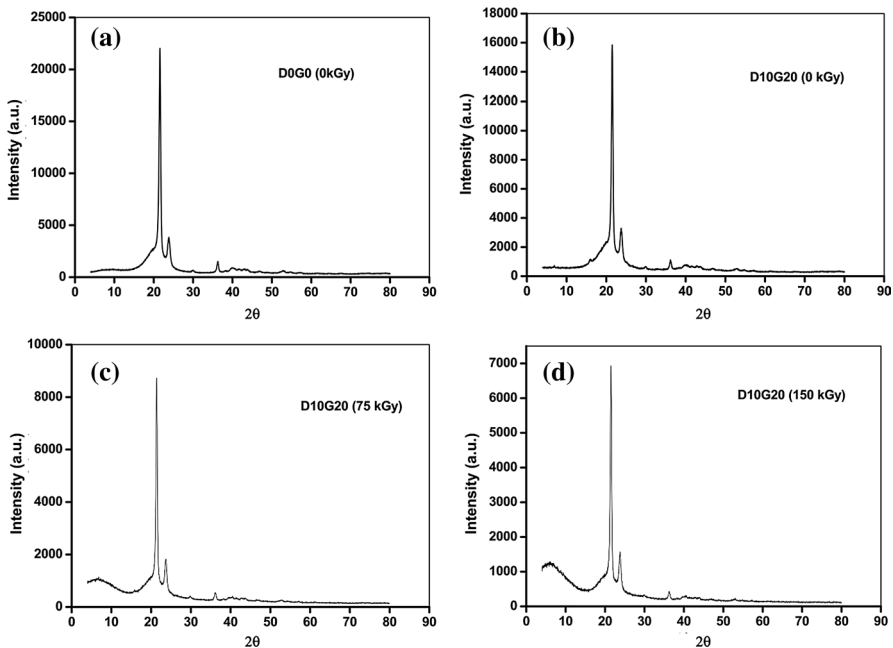 (a)
D0G0 (0kGy)
25000
20000
15000
10000
5000
0
Intensity (a.u.)
0 10 20 30 40 50 60 70 80 90
2θ
(b)
D10G20 (0 kGy)
18000
16000
14000
12000
10000
8000
6000
4000
2000
0
Intensity (a.u.)
0 10 20 30 40 50 60 70 80 90
2θ
(c)
D10G20 (75 kGy)
10000
8000
6000
4000
2000
0
Intensity (a.u.)
0 10 20 30 40 50 60 70 80 90
2θ
(d)
D10G20 (150 kGy)
7000
6000
5000
4000
3000
2000
1000
0
Intensity (a.u.)
0 10 20 30 40 50 60 70 80 90
2θ